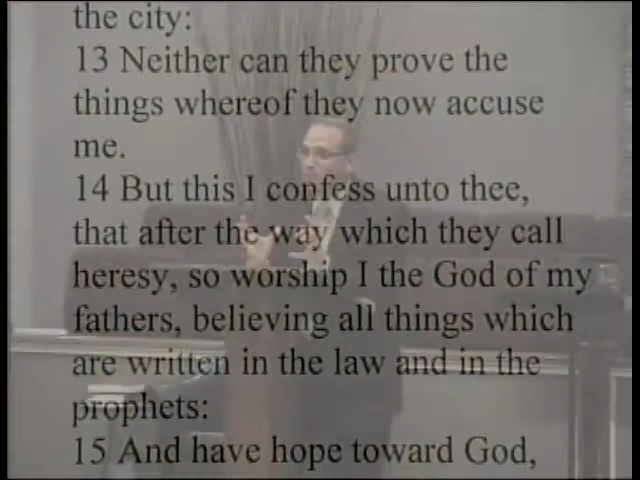 the city:
13 Neither can they prove the
things whereof they now accuse
me.
14 But this I confess unto thee,
that after the way which they call
heresy, so worship I the God of my
fathers, believing all things which
are written in the law and in the
prophets:
15 And have hope toward God,